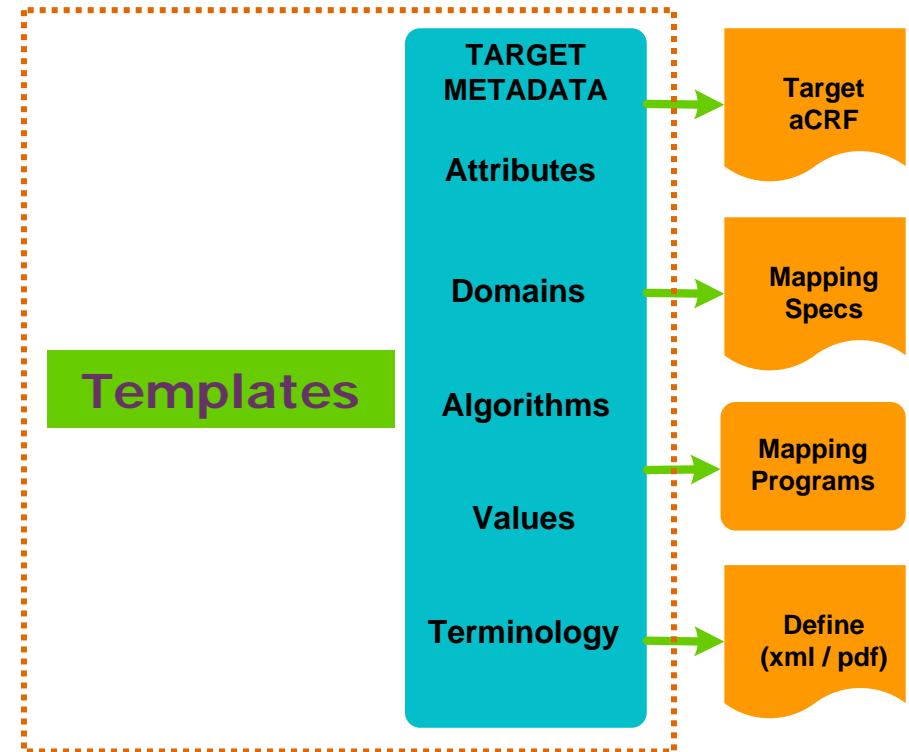 Templates
TARGET
METADATA
Attributes
Domains
Algorithms
Values
Terminology
Target
aCRF
Mapping
Specs
Mapping
Programs
Define
(xml / pdf)